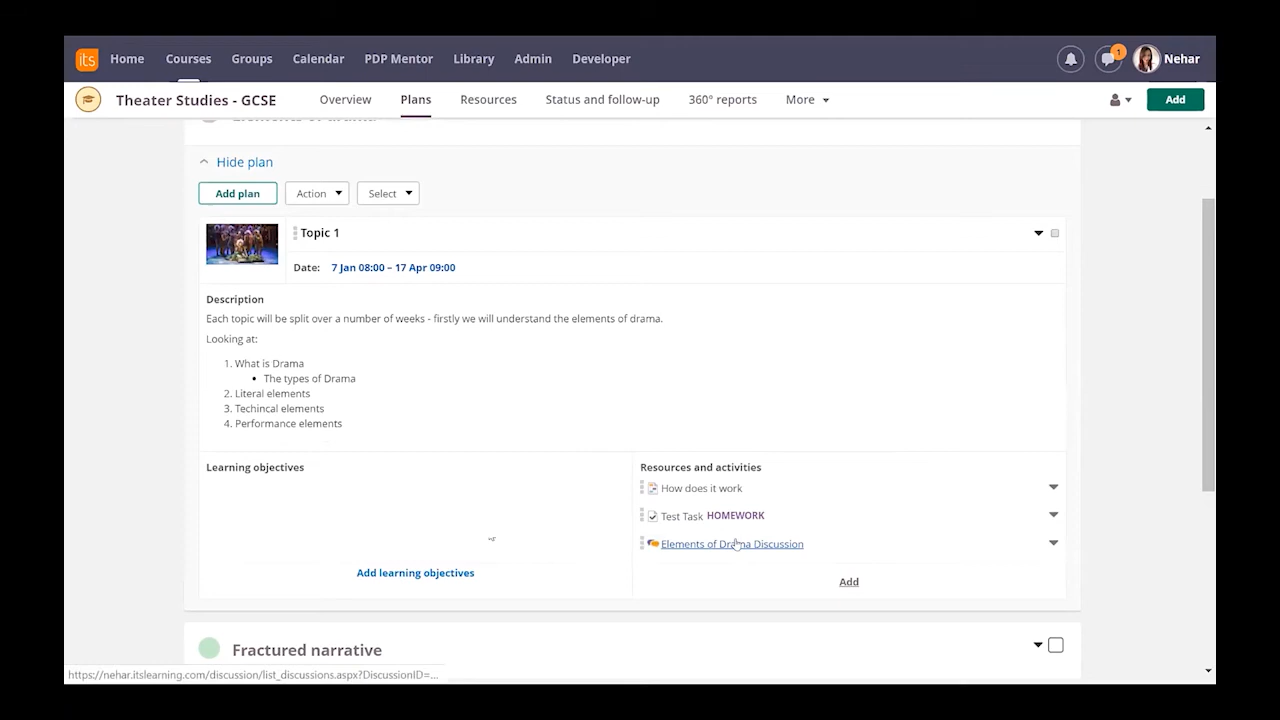 its Home Courses Groups Calendar PDP Mentor Library Admin Developer 1 Nehar
Theater Studies - GCSE Overview Plans Resources Status and follow-up 360° reports More Add
Elements of drama
Hide plan
Add plan Action Select
Topic 1
Date: 7 Jan 08:00 – 17 Apr 09:00
Description
Each topic will be split over a number of weeks - firstly we will understand the elements of drama.
Looking at:
1. What is Drama
• The types of Drama
2. Literal elements
3. Techincal elements
4. Performance elements
Learning objectives
Add learning objectives
Resources and activities
How does it work
Test Task HOMEWORK
Elements of Drama Discussion
Add
Fractured narrative
https://nehar.itslearning.com/discussion/list_discussions.aspx?DiscussionID=...